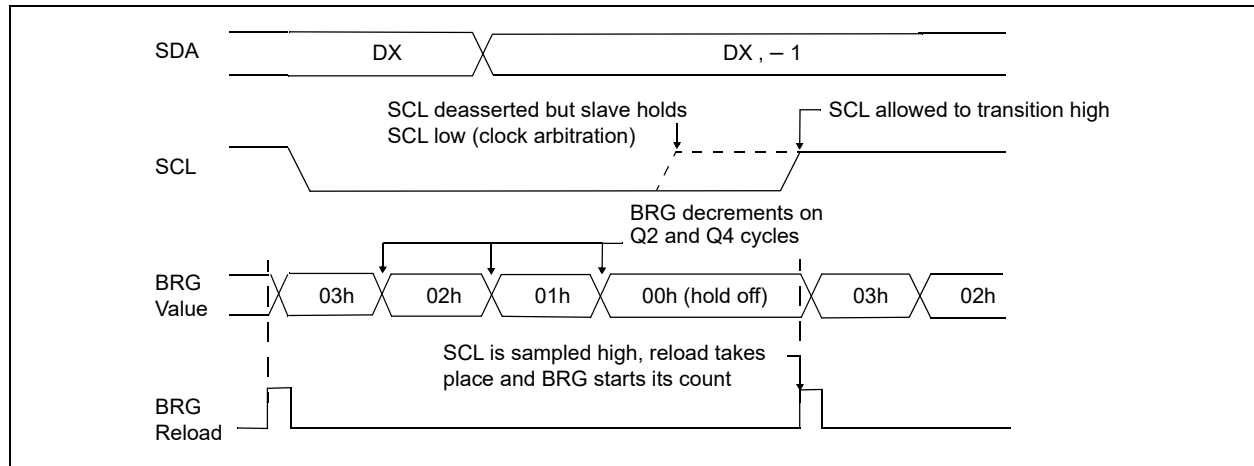 SDA
DX
DX , – 1
SCL deasserted but slave holds
SCL low (clock arbitration)
SCL allowed to transition high
SCL
BRG decrements on
Q2 and Q4 cycles
BRG
Value
03h
02h
01h
00h (hold off)
03h
02h
SCL is sampled high, reload takes
place and BRG starts its count
BRG
Reload